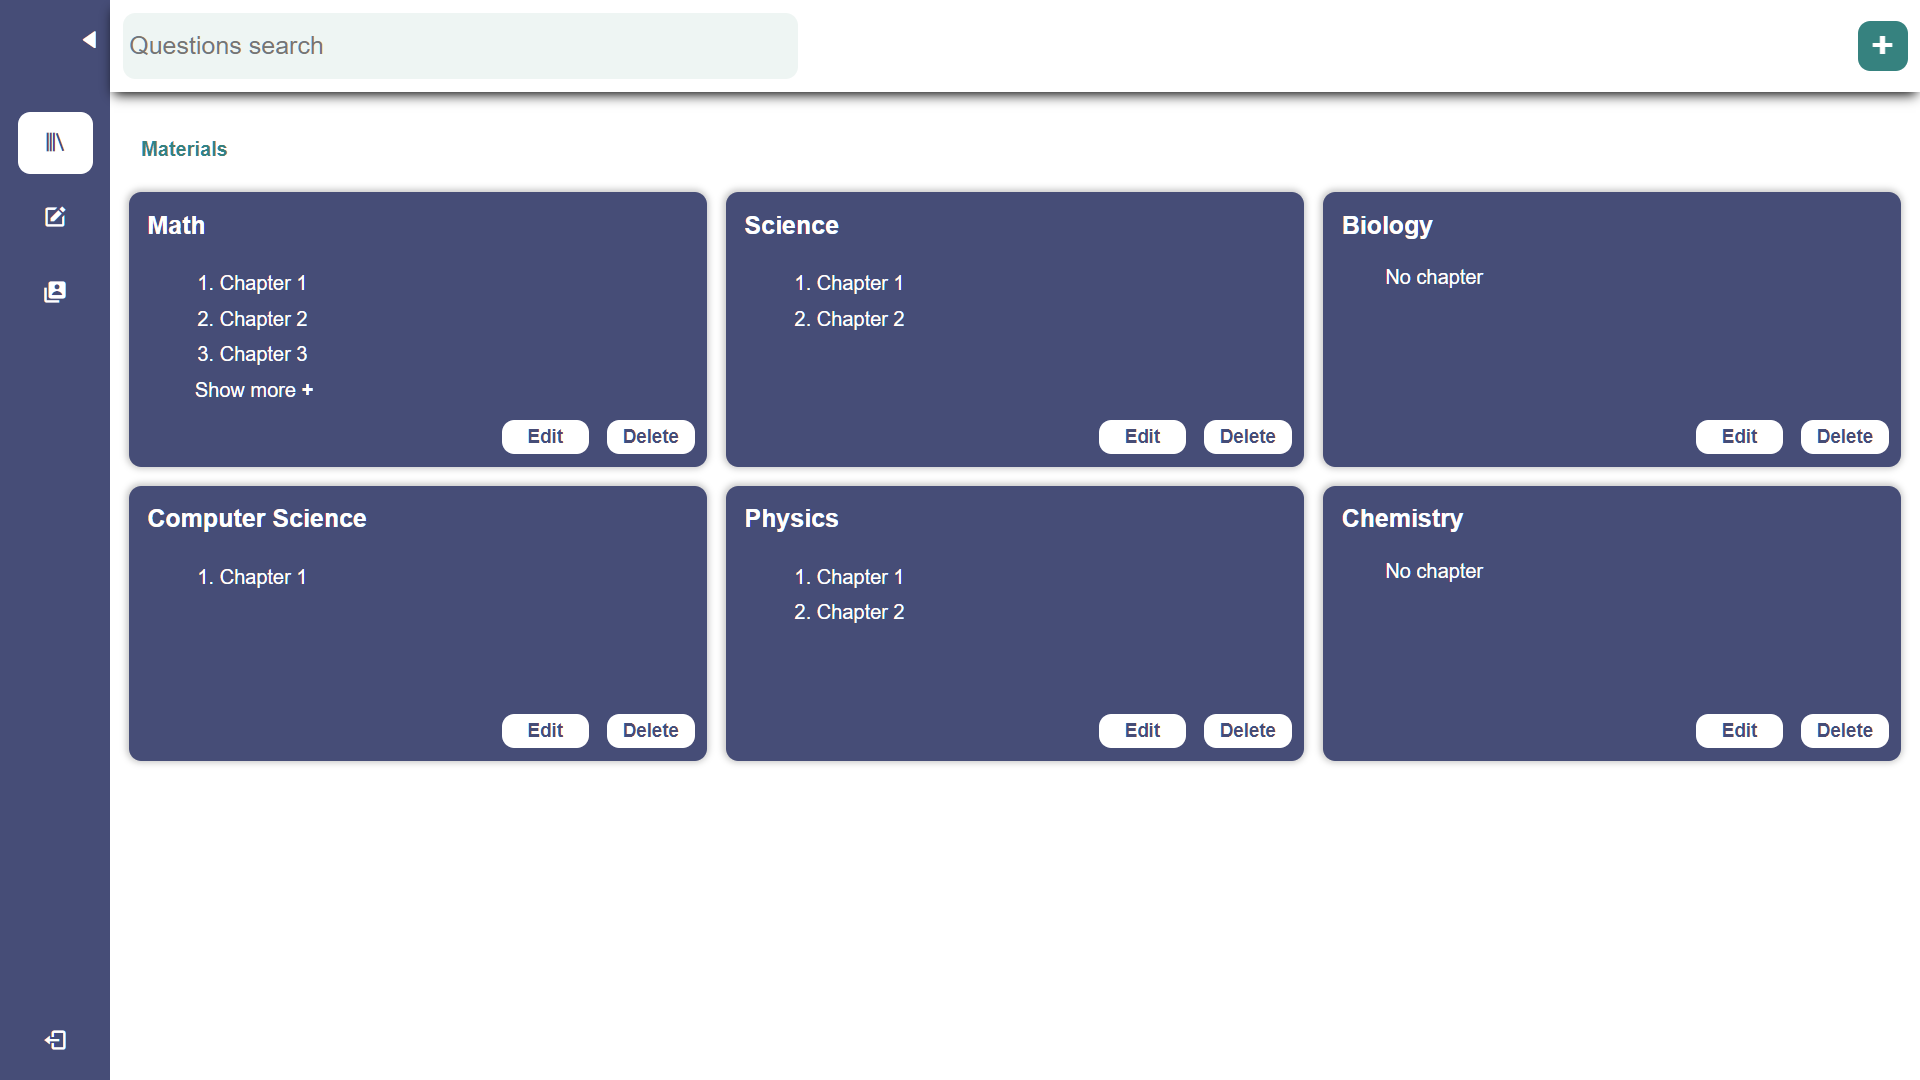 Questions search
+
Materials
Math
1. Chapter 1
2. Chapter 2
3. Chapter 3
Show more +
Edit Delete
Science
1. Chapter 1
2. Chapter 2
Edit Delete
Biology
No chapter
Edit Delete
Computer Science
1. Chapter 1
Edit Delete
Physics
1. Chapter 1
2. Chapter 2
Edit Delete
Chemistry
No chapter
Edit Delete